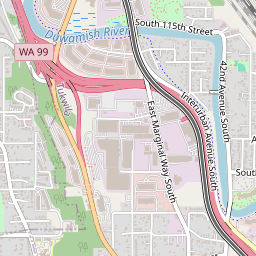 South 115th Street
Duwamish River
WA 99
42nd Avenue South
Interurban Avenue South
East Marginal Way South
Tukwila
South